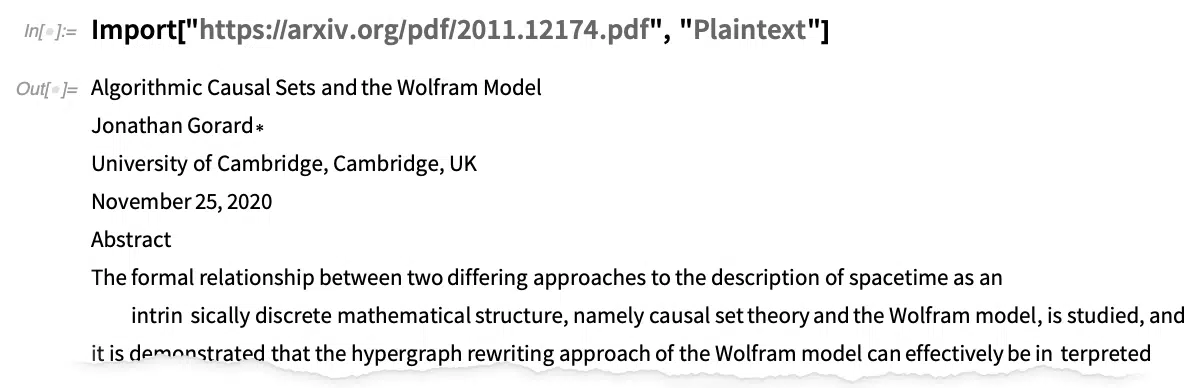 In[•]:= Import["https://arxiv.org/pdf/2011.12174.pdf", "Plaintext"]
Out[•]= Algorithmic Causal Sets and the Wolfram Model
Jonathan Gorard*
University of Cambridge, Cambridge, UK
November 25, 2020
Abstract
The formal relationship between two differing approaches to the description of spacetime as an
intrin sically discrete mathematical structure, namely causal set theory and the Wolfram model, is studied, and
it is demonstrated that the hypergraph rewriting approach of the Wolfram model can effectively be in terpreted